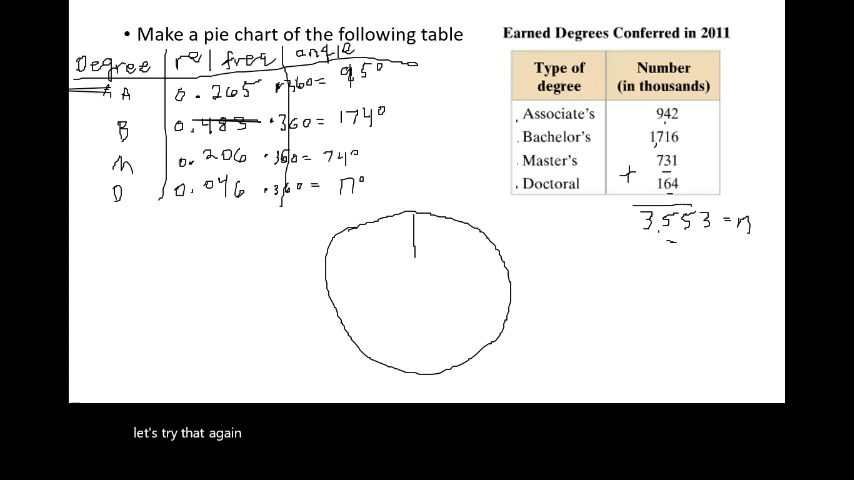 • Make a pie chart of the following table
Degree rel freq angle
A 0.265 · 360 = 95°
B 0.483 · 360 = 174°
M 0.206 · 360 = 74°
D 0.046 · 360 = 17°
Earned Degrees Conferred in 2011
Type of degree Number (in thousands)
Associate's 942
Bachelor's 1,716
Master's 731
Doctoral + 164
3,553 = n
let's try that again